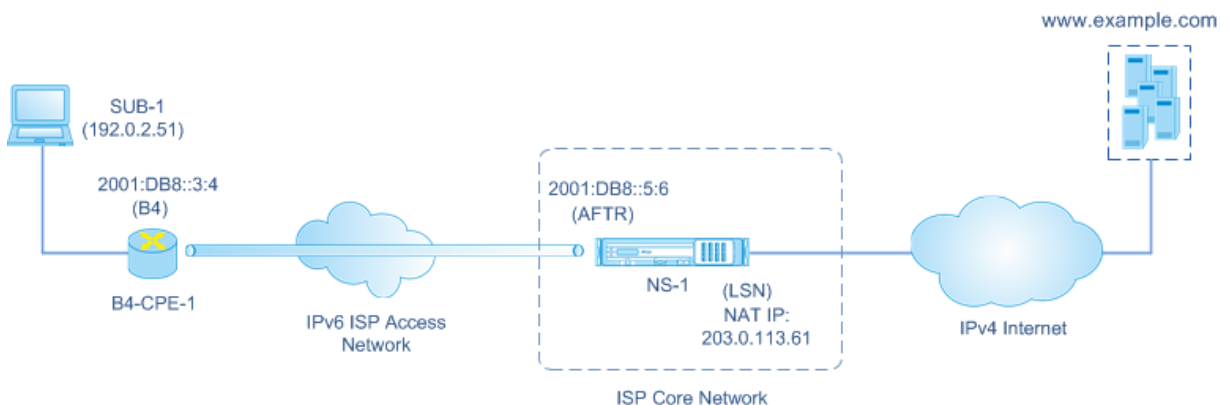 www.example.com
SUB-1
(192.0.2.51)
2001:DB8::3:4
(B4)
B4-CPE-1
IPv6 ISP Access
Network
2001:DB8::5:6
(AFTR)
NS-1
(LSN)
NAT IP:
203.0.113.61
ISP Core Network
IPv4 Internet